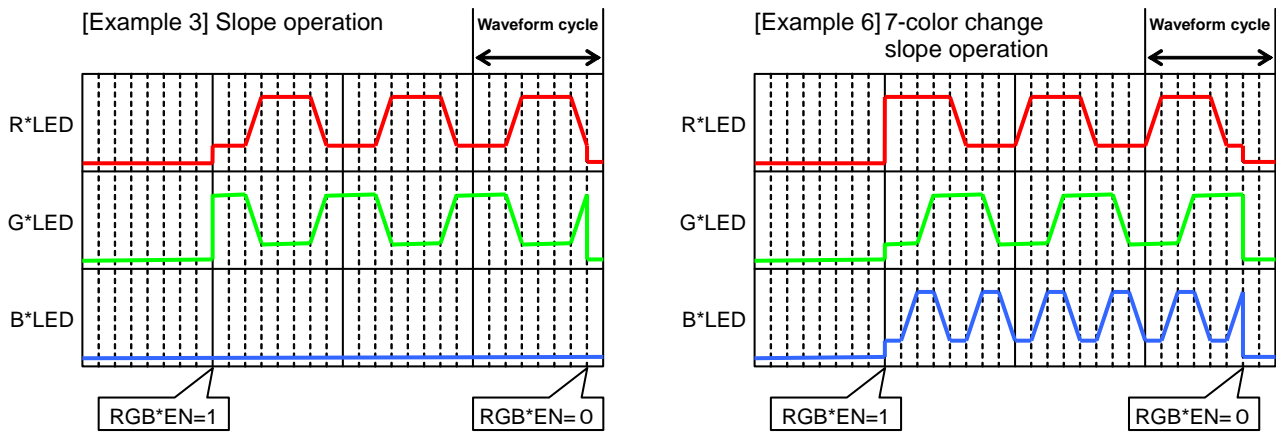 [Example 3] Slope operation
Waveform cycle
R*LED
G*LED
B*LED
RGB*EN=1
RGB*EN= 0
[Example 6] 7-color change
slope operation
Waveform cycle
R*LED
G*LED
B*LED
RGB*EN=1
RGB*EN= 0